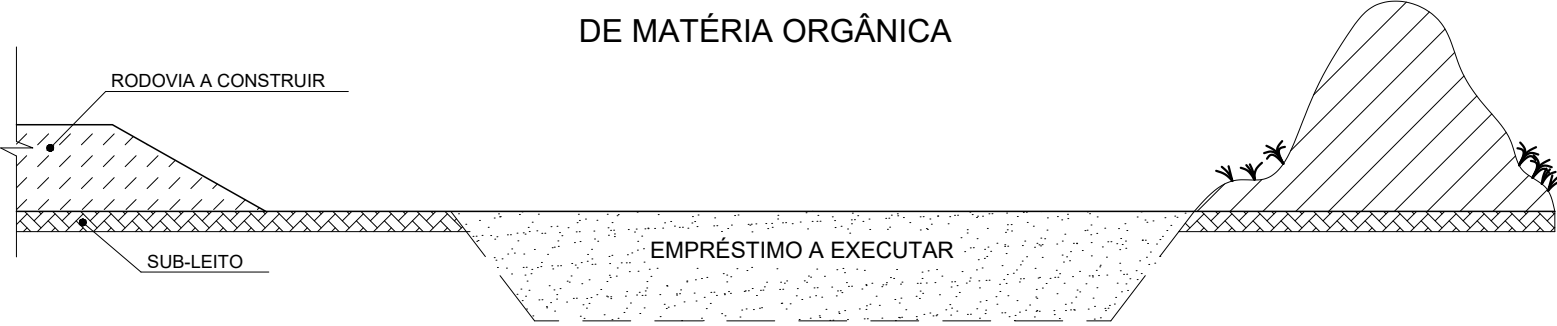 DE MATÉRIA ORGÂNICA
RODOVIA A CONSTRUIR
EMPRÉSTIMO A EXECUTAR
SUB-LEITO